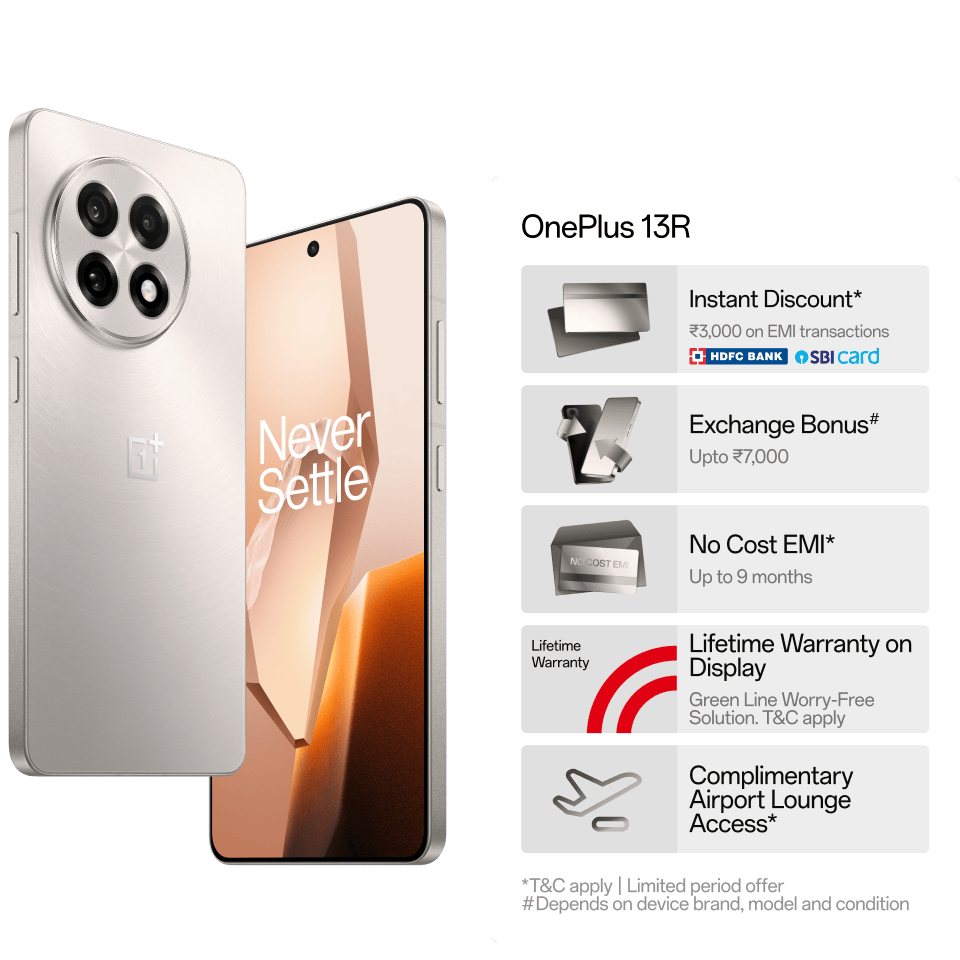 Never
Settle
OnePlus 13R
Instant Discount*
₹3,000 on EMI transactions
HDFC BANK SBI card
Exchange Bonus#
Upto ₹7,000
NO COST EMI
No Cost EMI*
Up to 9 months
Lifetime
Warranty
Lifetime Warranty on
Display
Green Line Worry-Free
Solution. T&C apply
Complimentary
Airport Lounge
Access*
*T&C apply | Limited period offer
#Depends on device brand, model and condition